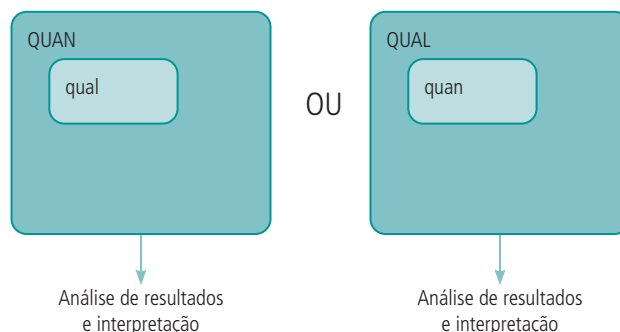 QUAN
qual
OU
QUAL
quan
Análise de resultados
e interpretação
Análise de resultados
e interpretação